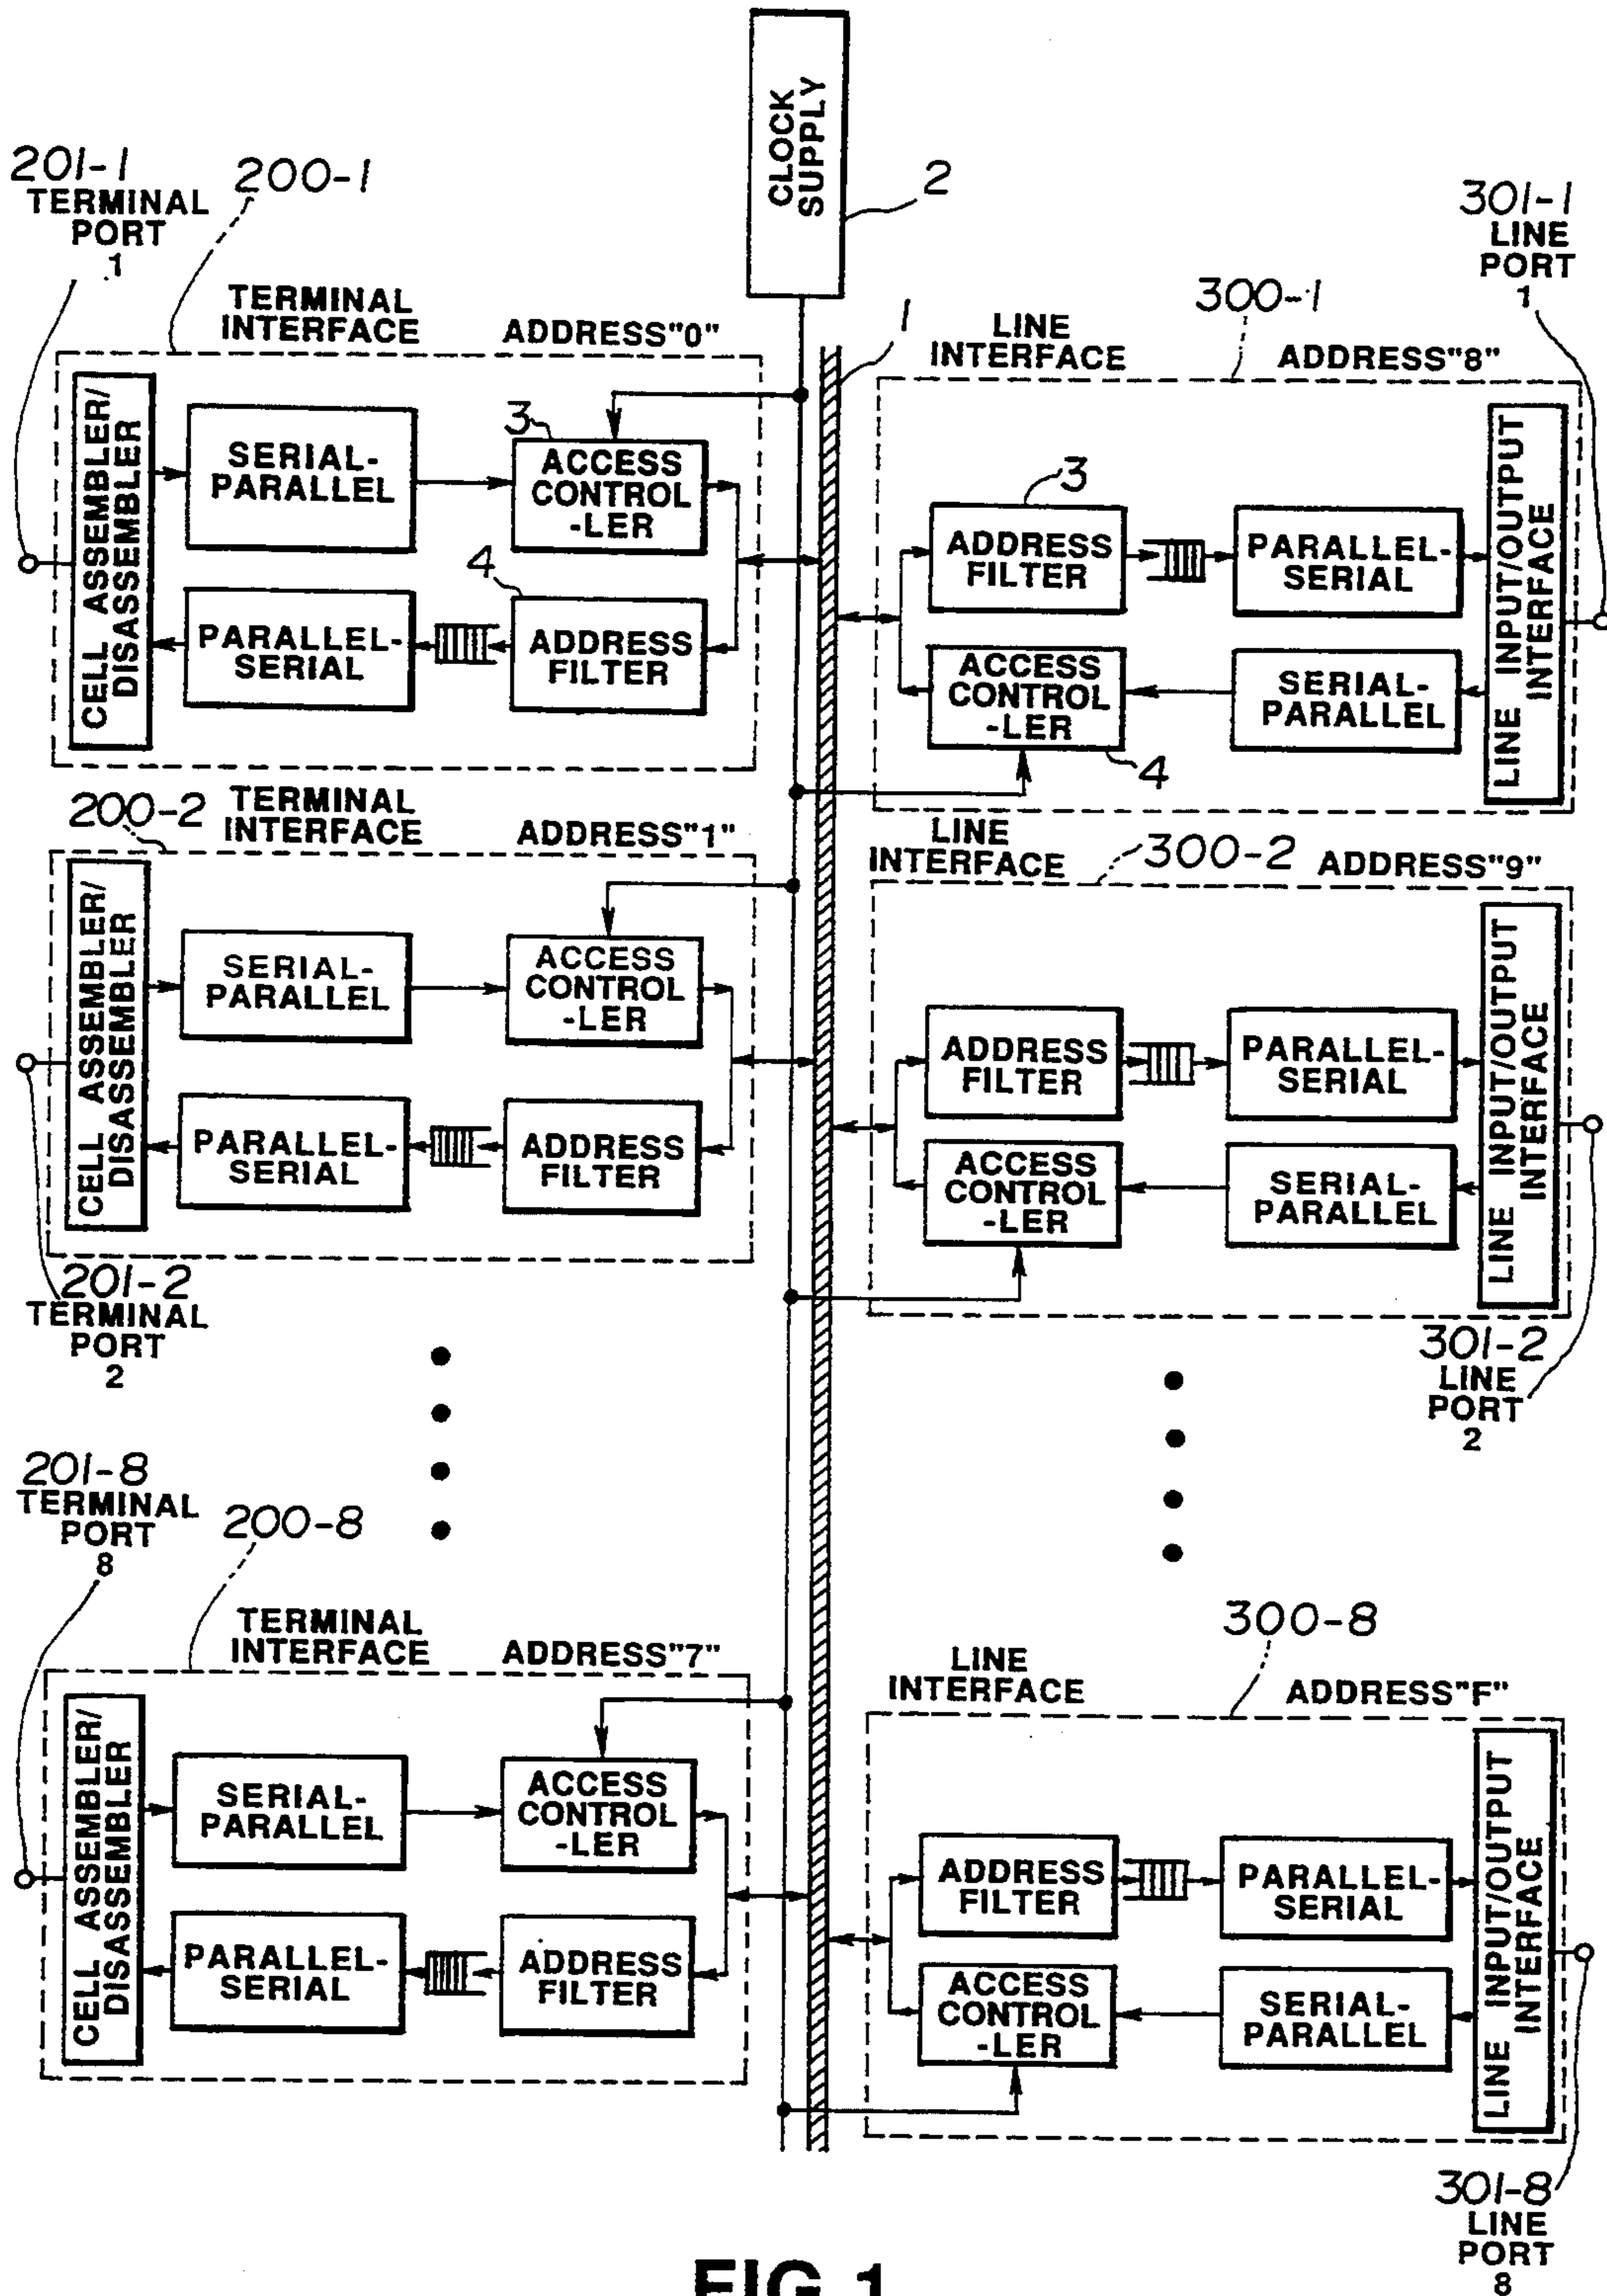 CLOCK
SUPPLY
2
201-1
TERMINAL
PORT
1
200-1
TERMINAL
INTERFACE
ADDRESS"0"
CELL ASSEMBLER/
DISASSEMBLER
SERIAL-
PARALLEL
3
ACCESS
CONTROL
-LER
PARALLEL-
SERIAL
4
ADDRESS
FILTER
1
301-1
LINE
PORT
1
300-1
LINE
INTERFACE
ADDRESS"8"
3
ADDRESS
FILTER
PARALLEL-
SERIAL
ACCESS
CONTROL
-LER
4
SERIAL-
PARALLEL
LINE INPUT/OUTPUT
INTERFACE
200-2
TERMINAL
INTERFACE
ADDRESS"1"
CELL ASSEMBLER/
DISASSEMBLER
SERIAL-
PARALLEL
ACCESS
CONTROL
-LER
PARALLEL-
SERIAL
ADDRESS
FILTER
201-2
TERMINAL
PORT
2
LINE
INTERFACE
300-2
ADDRESS"9"
ADDRESS
FILTER
PARALLEL-
SERIAL
ACCESS
CONTROL
-LER
SERIAL-
PARALLEL
LINE INPUT/OUTPUT
INTERFACE
301-2
LINE
PORT
2
201-8
TERMINAL
PORT
8
200-8
TERMINAL
INTERFACE
ADDRESS"7"
CELL ASSEMBLER/
DISASSEMBLER
SERIAL-
PARALLEL
ACCESS
CONTROL
-LER
PARALLEL-
SERIAL
ADDRESS
FILTER
300-8
LINE
INTERFACE
ADDRESS"F"
ADDRESS
FILTER
PARALLEL-
SERIAL
ACCESS
CONTROL
-LER
SERIAL-
PARALLEL
LINE INPUT/OUTPUT
INTERFACE
301-8
LINE
PORT
8
FIG.1